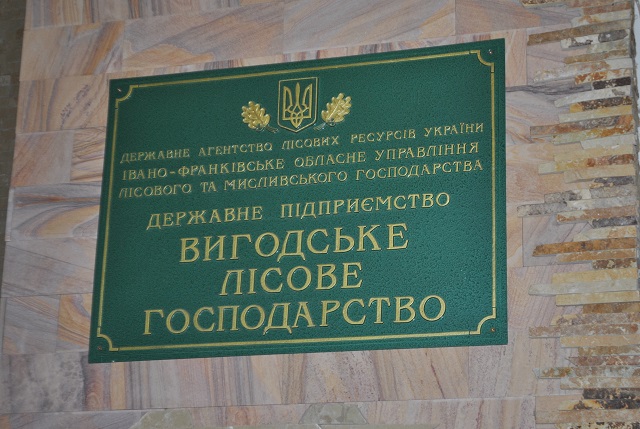 ДЕРЖАВНЕ АГЕНТСТВО ЛІСОВИХ РЕСУРСІВ УКРАЇНИ
ІВАНО-ФРАНКІВСЬКЕ ОБЛАСНЕ УПРАВЛІННЯ
ЛІСОВОГО ТА МИСЛИВСЬКОГО ГОСПОДАРСТВА
ДЕРЖАВНЕ ПІДПРИЄМСТВО
ВИГОДСЬКЕ
ЛІСОВЕ
ГОСПОДАРСТВО